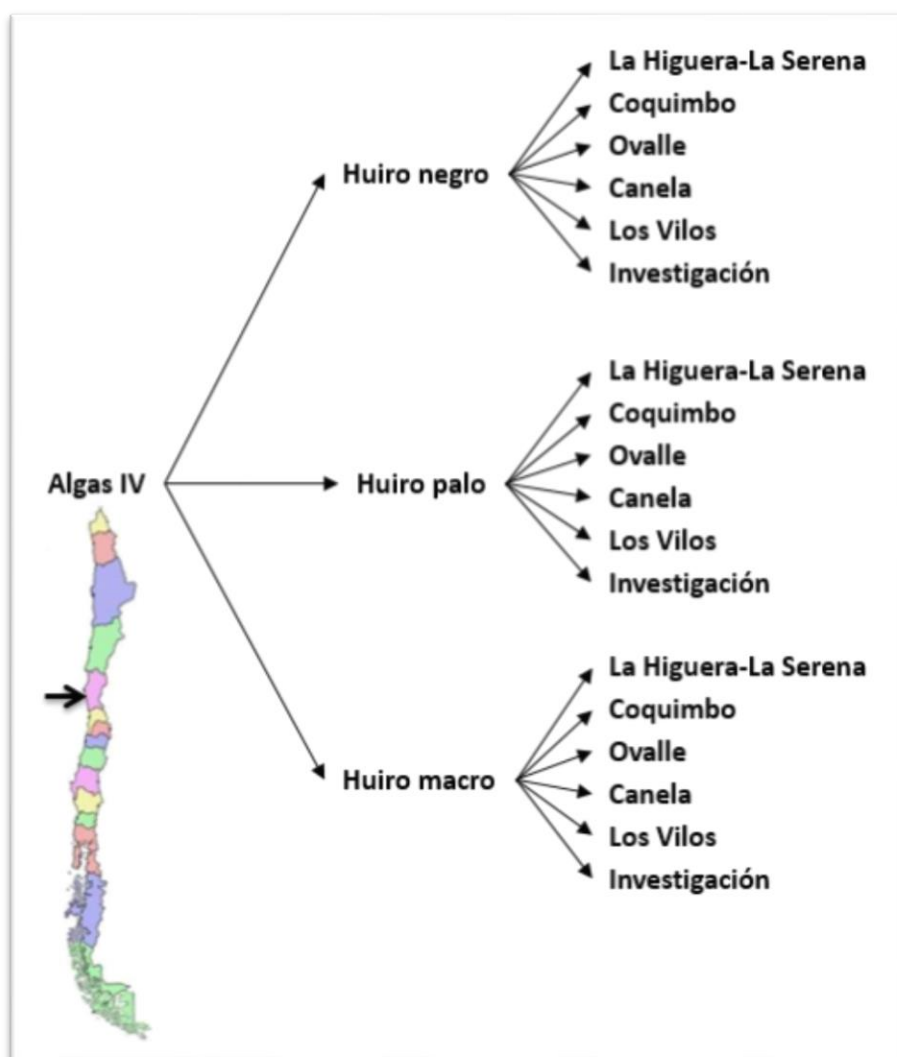 La Higuera-La Serena
Coquimbo
Ovalle
Huiro negro
Canela
Los Vilos
Investigación
La Higuera-La Serena
Coquimbo
Ovalle
Algas IV
Huiro palo
Canela
Los Vilos
Investigación
La Higuera-La Serena
Coquimbo
Ovalle
Huiro macro
Canela
Los Vilos
Investigación